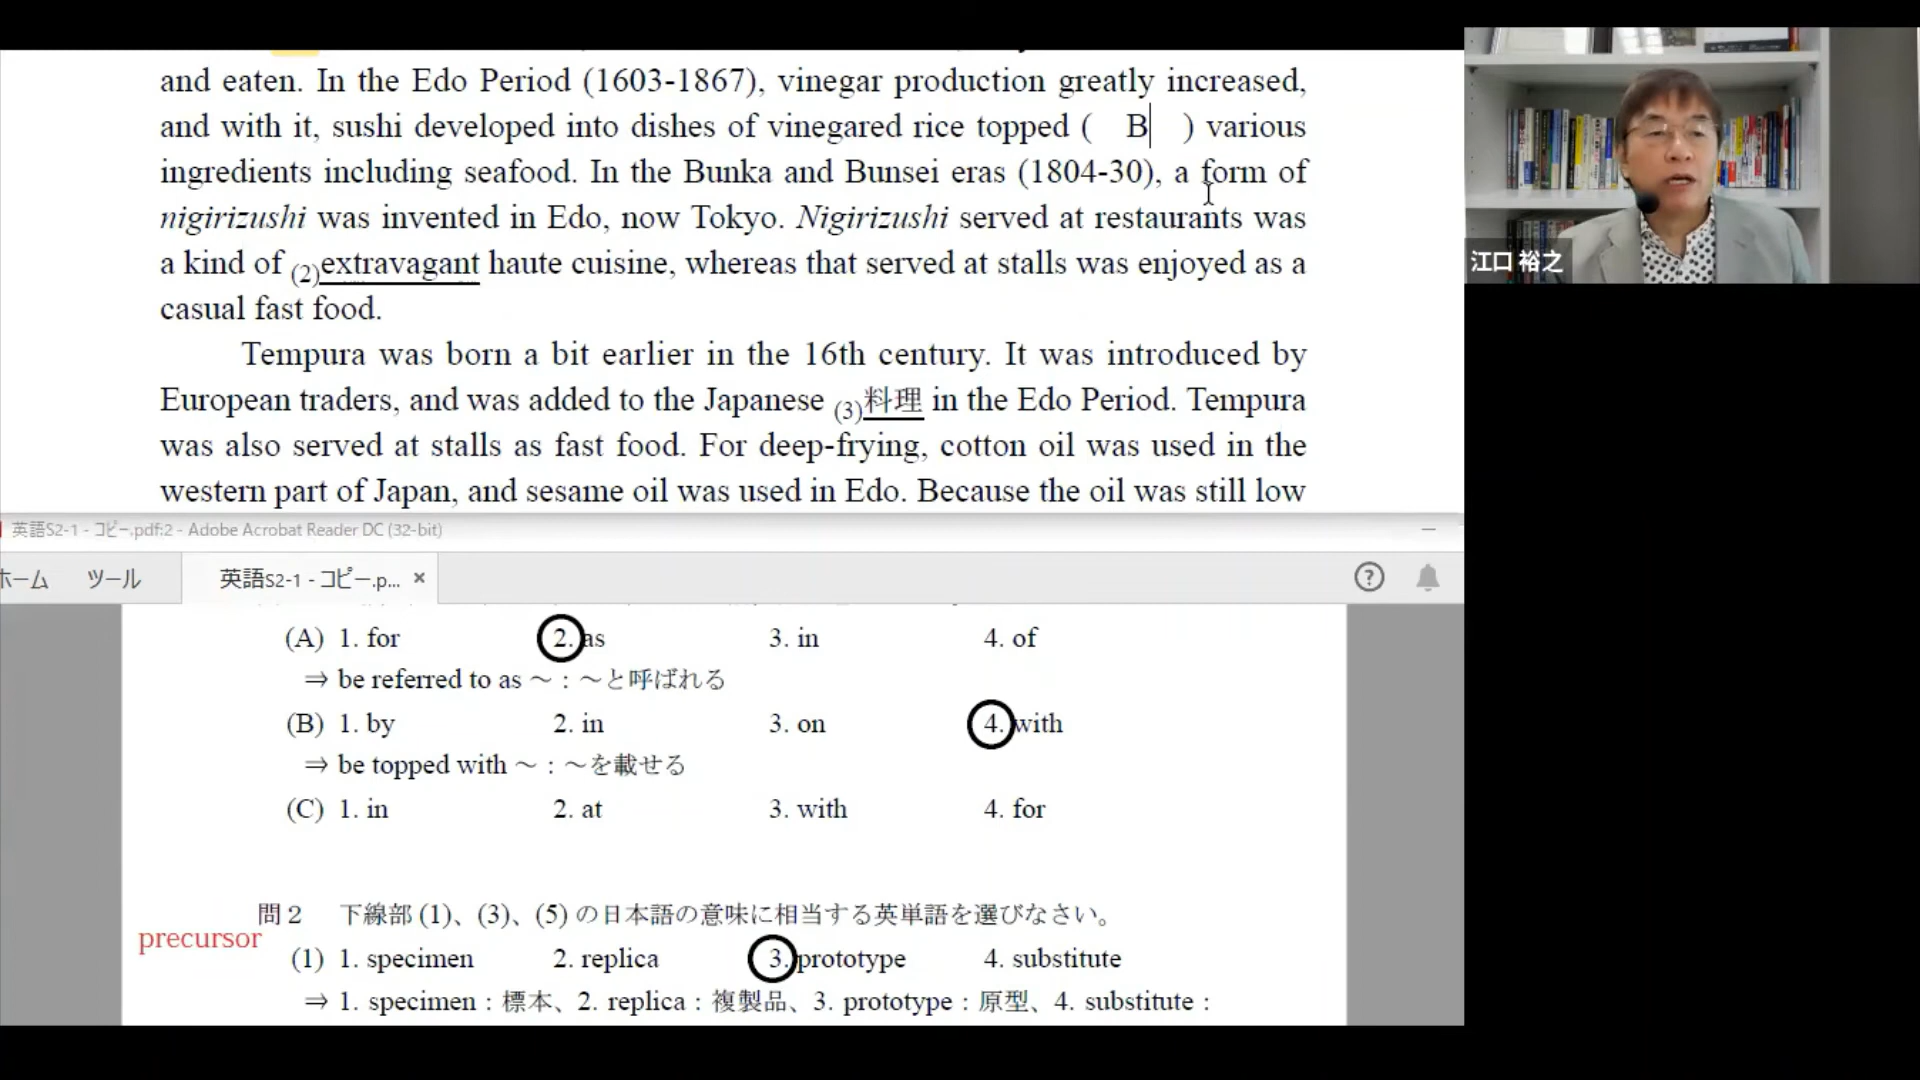 and eaten. In the Edo Period (1603-1867), vinegar production greatly increased,
and with it, sushi developed into dishes of vinegared rice topped ( B ) various
ingredients including seafood. In the Bunka and Bunsei eras (1804-30), a form of
nigirizushi was invented in Edo, now Tokyo. Nigirizushi served at restaurants was
a kind of (2)extravagant haute cuisine, whereas that served at stalls was enjoyed as a
casual fast food.
Tempura was born a bit earlier in the 16th century. It was introduced by
European traders, and was added to the Japanese (3)料理 in the Edo Period. Tempura
was also served at stalls as fast food. For deep-frying, cotton oil was used in the
western part of Japan, and sesame oil was used in Edo. Because the oil was still low
江口 裕之
英語S2-1 - コピー.pdf:2 - Adobe Acrobat Reader DC (32-bit)
ホーム ツール 英語S2-1 - コピー.p... ×
(A) 1. for 2. as 3. in 4. of
⇒ be referred to as ～ : ～と呼ばれる
(B) 1. by 2. in 3. on 4. with
⇒ be topped with ～ : ～を載せる
(C) 1. in 2. at 3. with 4. for
問２ 下線部 (1)、(3)、(5) の日本語の意味に相当する英単語を選びなさい。
precursor
(1) 1. specimen 2. replica 3. prototype 4. substitute
⇒ 1. specimen : 標本、2. replica : 複製品、3. prototype : 原型、4. substitute :